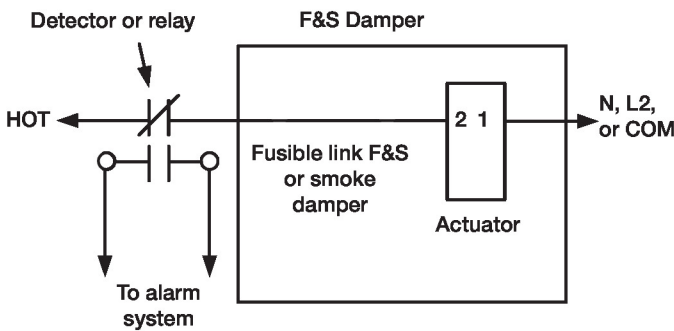 Detector or relay
F&S Damper
HOT
2 1
N, L2,
or COM
Fusible link F&S
or smoke
damper
Actuator
To alarm
system